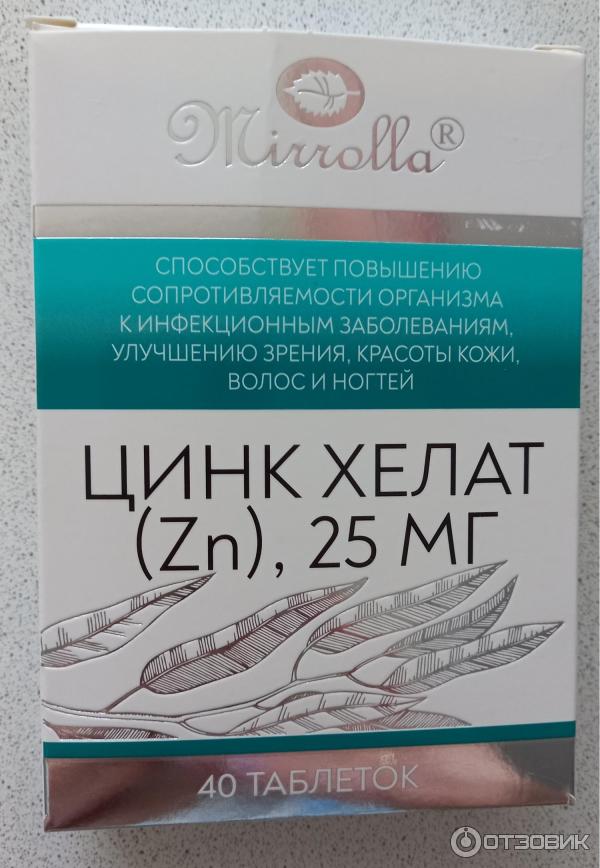 Mirrolla®
СПОСОБСТВУЕТ ПОВЫШЕНИЮ
СОПРОТИВЛЯЕМОСТИ ОРГАНИЗМА
К ИНФЕКЦИОННЫМ ЗАБОЛЕВАНИЯМ,
УЛУЧШЕНИЮ ЗРЕНИЯ, КРАСОТЫ КОЖИ,
ВОЛОС И НОГТЕЙ
ЦИНК ХЕЛАТ
(Zn), 25 МГ
40 ТАБЛЕТОК
ОТЗОВИК